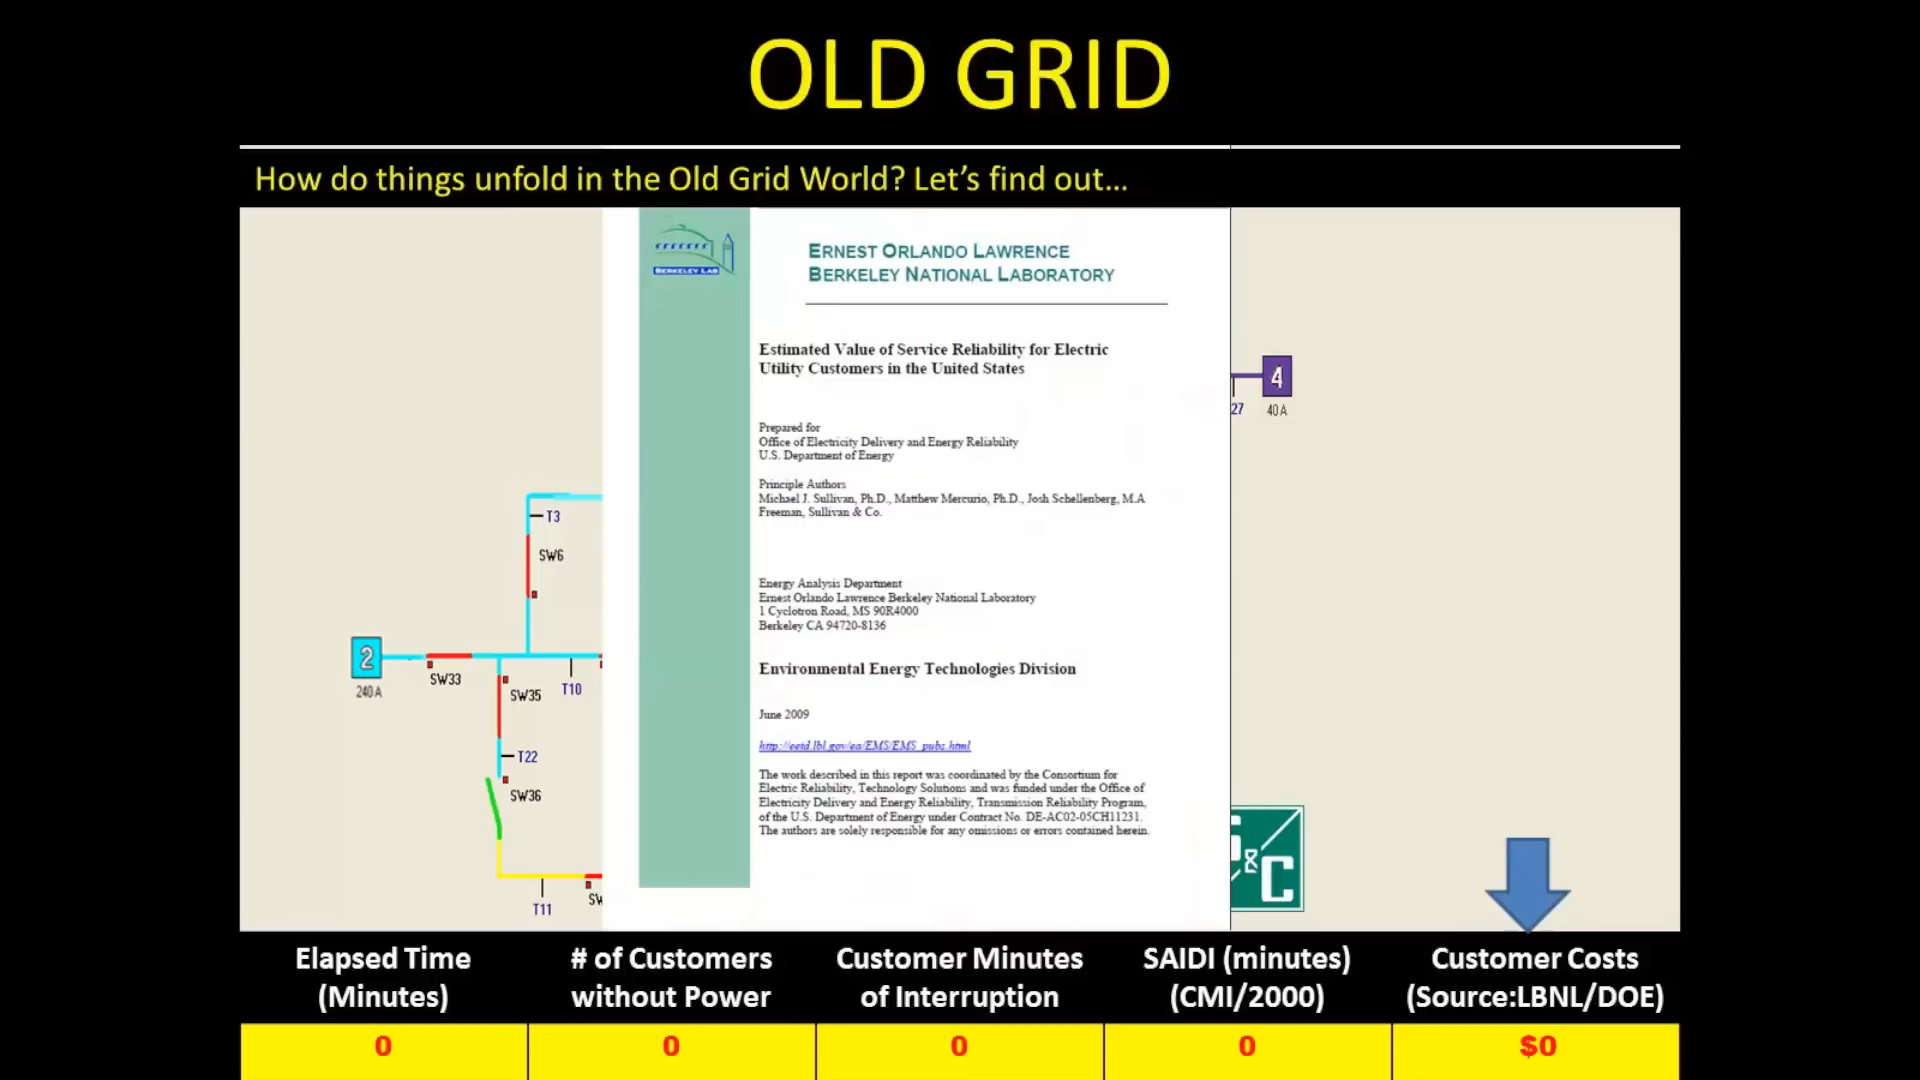 OLD GRID
How do things unfold in the Old Grid World? Let's find out...
BERKELEY LAB
ERNEST ORLANDO LAWRENCE
BERKELEY NATIONAL LABORATORY
Estimated Value of Service Reliability for Electric
Utility Customers in the United States
Prepared for
Office of Electricity Delivery and Energy Reliability
U.S. Department of Energy
Principle Authors
Michael J. Sullivan, Ph.D., Matthew Mercurio, Ph.D., Josh Schellenberg, M.A
Freeman, Sullivan & Co.
Energy Analysis Department
Ernest Orlando Lawrence Berkeley National Laboratory
1 Cyclotron Road, MS 90R4000
Berkeley CA 94720-8136
Environmental Energy Technologies Division
June 2009
http://eetd.lbl.gov/ea/EMS/EMS_pubs.html
The work described in this report was coordinated by the Consortium for
Electric Reliability, Technology Solutions and was funded under the Office of
Electricity Delivery and Energy Reliability, Transmission Reliability Program,
of the U.S. Department of Energy under Contract No. DE-AC02-05CH11231.
The authors are solely responsible for any omissions or errors contained herein.
4
27
40A
T3
SW6
2
240A
SW33
SW35
T10
T22
SW36
T11
SW
S&C
Elapsed Time
(Minutes)
# of Customers
without Power
Customer Minutes
of Interruption
SAIDI (minutes)
(CMI/2000)
Customer Costs
(Source:LBNL/DOE)
0
0
0
0
$0